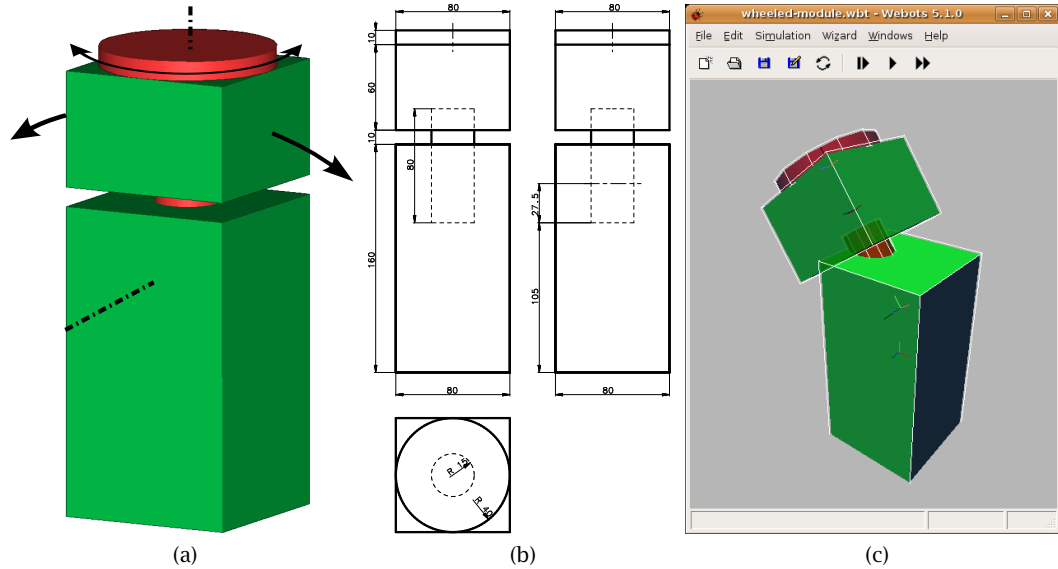 80
80
10
60
10
80
160
27.5
105
80
80
R 15
R 40
wheeled-module.wbt - Webots 5.1.0
File Edit Simulation Wizard Windows Help
(a)
(b)
(c)